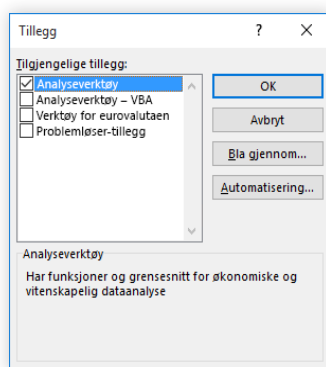 Tillegg
?
Tilgjengelige tillegg:
Analyseverktøy
Analyseverktøy – VBA
Verktøy for eurovalutaen
Problemløser-tillegg
OK
Avbryt
Bla gjennom...
Automatisering...
Analyseverktøy
Har funksjoner og grensesnitt for økonomiske og
vitenskapelig dataanalyse